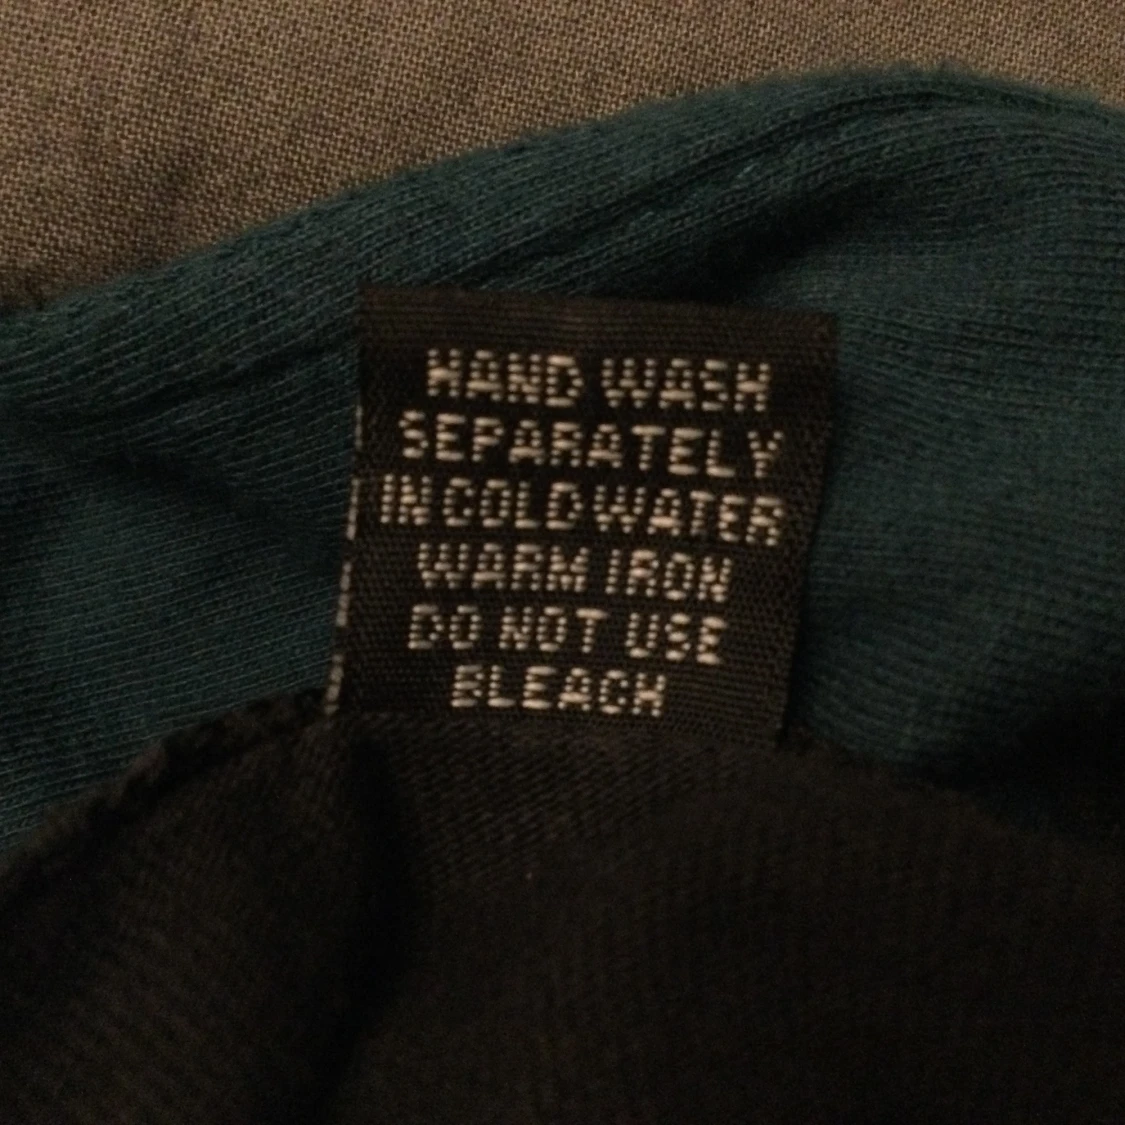 HAND WASH
SEPARATELY
IN COLD WATER
WARM IRON
DO NOT USE
BLEACH